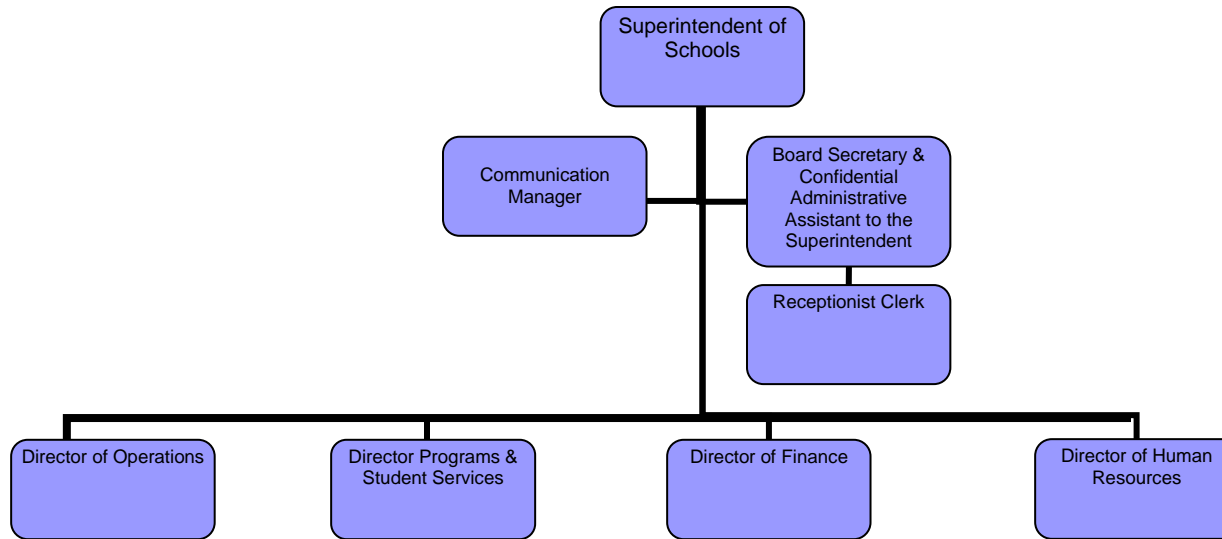 Superintendent of
Schools
Communication
Manager
Board Secretary &
Confidential
Administrative
Assistant to the
Superintendent
Receptionist Clerk
Director of Operations
Director Programs &
Student Services
Director of Finance
Director of Human
Resources